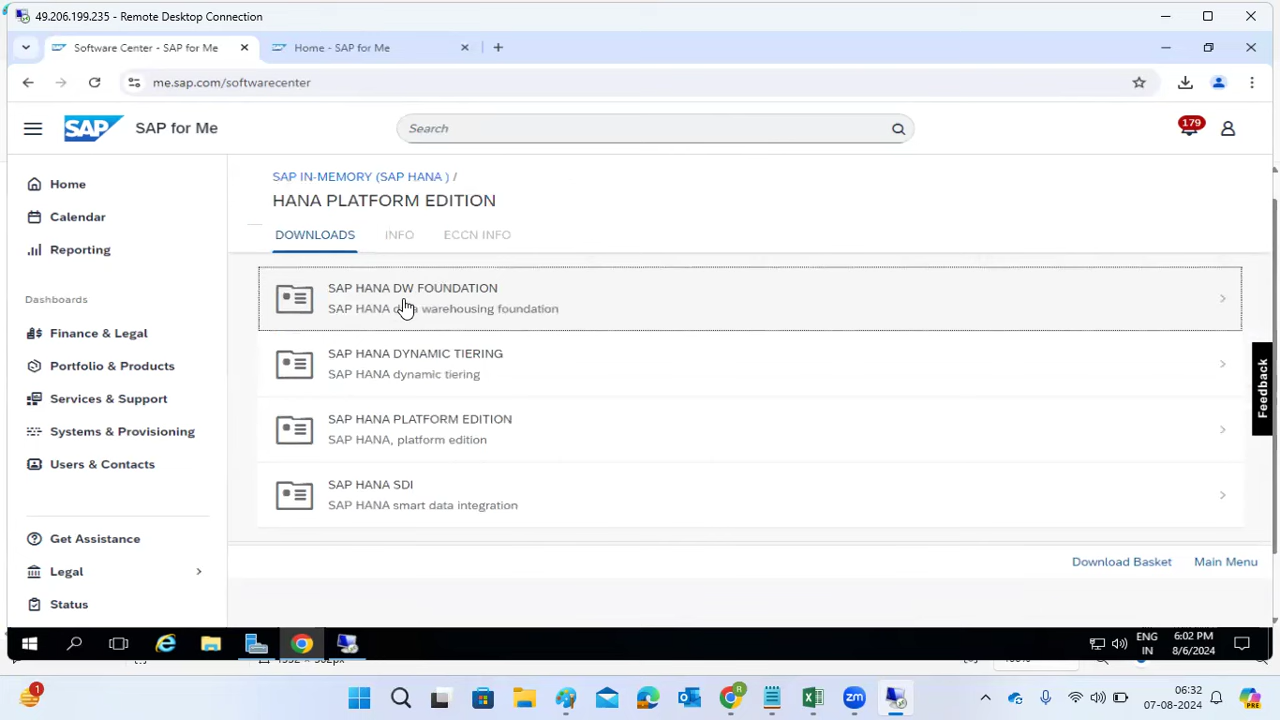 49.206.199.235 - Remote Desktop Connection
Software Center - SAP for Me
Home - SAP for Me
me.sap.com/softwarecenter
SAP
SAP for Me
Search
179
Home
Calendar
Reporting
Dashboards
Finance & Legal
Portfolio & Products
Services & Support
Systems & Provisioning
Users & Contacts
Get Assistance
Legal
Status
SAP IN-MEMORY (SAP HANA ) /
HANA PLATFORM EDITION
DOWNLOADS
INFO
ECCN INFO
SAP HANA DW FOUNDATION
SAP HANA warehousing foundation
SAP HANA DYNAMIC TIERING
SAP HANA dynamic tiering
SAP HANA PLATFORM EDITION
SAP HANA, platform edition
SAP HANA SDI
SAP HANA smart data integration
Feedback
Download Basket
Main Menu
ENG
IN
6:02 PM
8/6/2024
1
06:32
07-08-2024
PRE